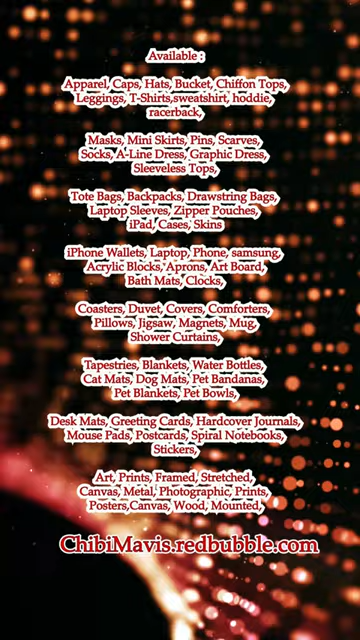 Available :
Apparel, Caps, Hats, Bucket, Chiffon Tops,
Leggings, T-Shirts,sweatshirt, hoddie,
racerback,
Masks, Mini Skirts, Pins, Scarves,
Socks, A-Line Dress, Graphic Dress,
Sleeveless Tops,
Tote Bags, Backpacks, Drawstring Bags,
Laptop Sleeves, Zipper Pouches,
iPad, Cases, Skins
iPhone Wallets, Laptop, Phone, samsung,
Acrylic Blocks, Aprons, Art Board,
Bath Mats, Clocks,
Coasters, Duvet, Covers, Comforters,
Pillows, Jigsaw, Magnets, Mug,
Shower Curtains,
Tapestries, Blankets, Water Bottles,
Cat Mats, Dog Mats, Pet Bandanas,
Pet Blankets, Pet Bowls,
Desk Mats, Greeting Cards, Hardcover Journals,
Mouse Pads, Postcards, Spiral Notebooks,
Stickers,
Art, Prints, Framed, Stretched,
Canvas, Metal, Photographic, Prints,
Posters,Canvas, Wood, Mounted,
ChibiMavis.redbubble.com